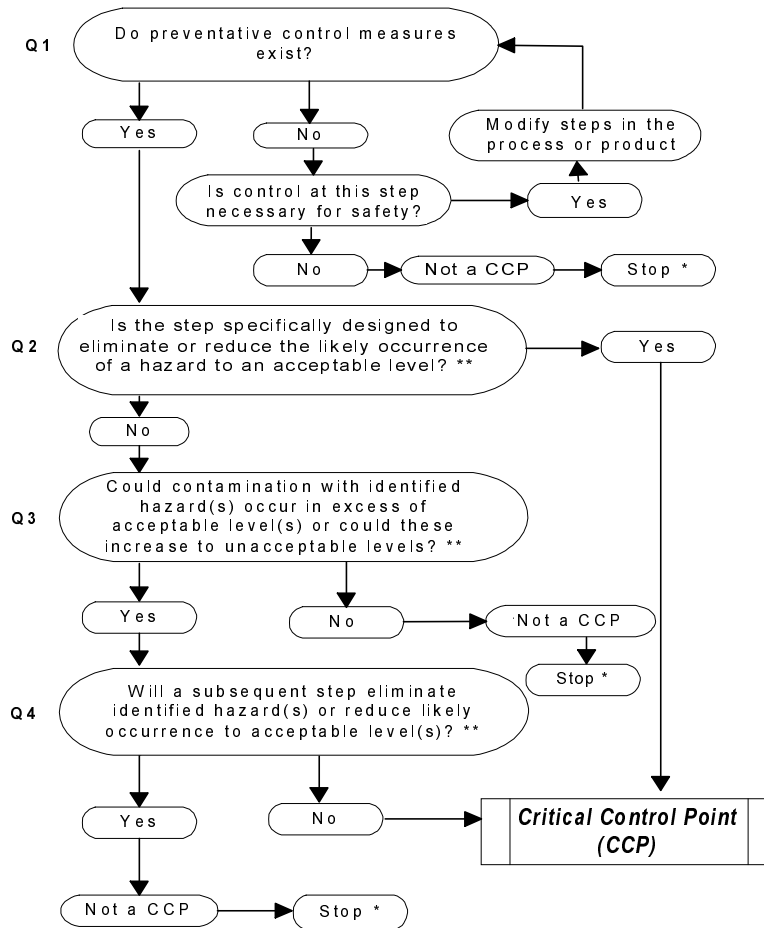 Q1
Do preventative control measures
exist?
Yes
No
Modify steps in the
process or product
Is control at this step
necessary for safety?
Yes
No
Not a CCP
Stop *
Q2
Is the step specifically designed to
eliminate or reduce the likely occurrence
of a hazard to an acceptable level? **
Yes
No
Q3
Could contamination with identified
hazard(s) occur in excess of
acceptable level(s) or could these
increase to unacceptable levels? **
Yes
No
Not a CCP
Stop *
Q4
Will a subsequent step eliminate
identified hazard(s) or reduce likely
occurrence to acceptable level(s)? **
Yes
No
Critical Control Point
(CCP)
Not a CCP
Stop *